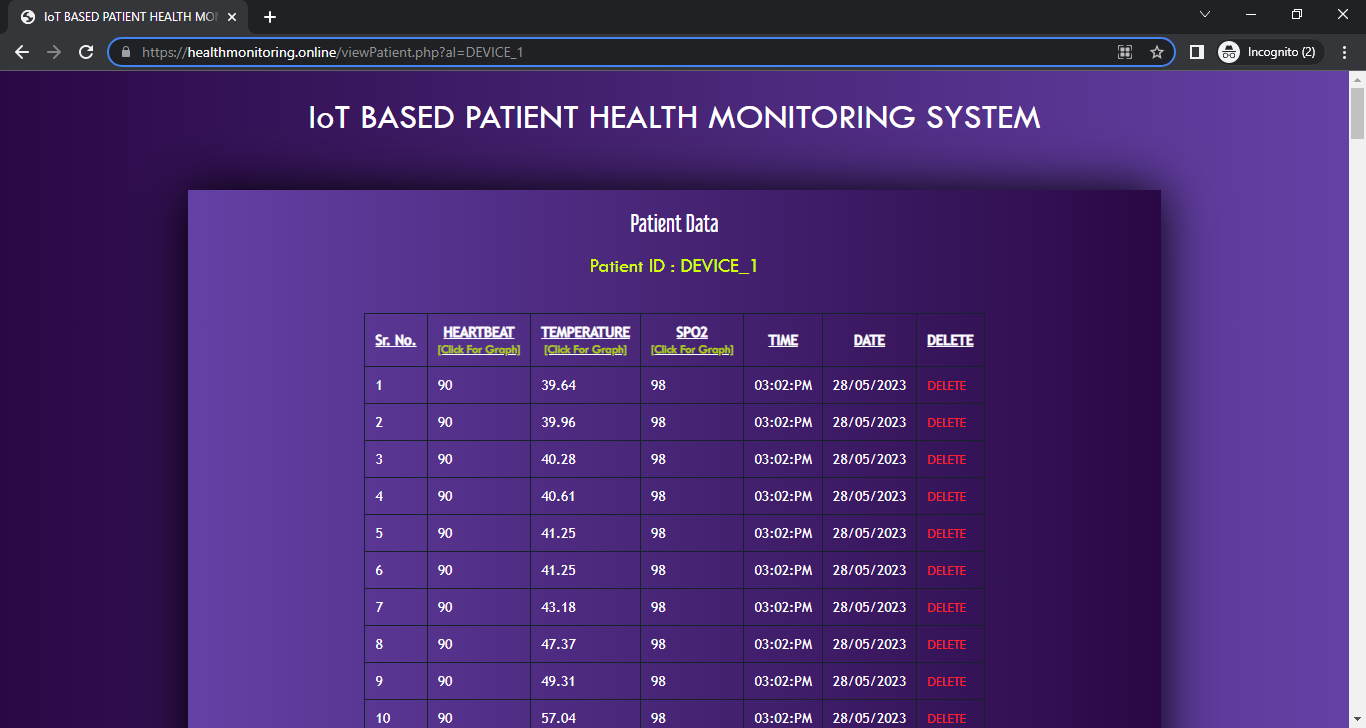 IoT BASED PATIENT HEALTH MON
https://healthmonitoring.online/viewPatient.php?al=DEVICE_1
Incognito (2)
IoT BASED PATIENT HEALTH MONITORING SYSTEM
Patient Data
Patient ID : DEVICE_1
Sr. No. HEARTBEAT TEMPERATURE SPO2 TIME DATE DELETE
[Click For Graph] [Click For Graph] [Click For Graph]
1 90 39.64 98 03:02:PM 28/05/2023 DELETE
2 90 39.96 98 03:02:PM 28/05/2023 DELETE
3 90 40.28 98 03:02:PM 28/05/2023 DELETE
4 90 40.61 98 03:02:PM 28/05/2023 DELETE
5 90 41.25 98 03:02:PM 28/05/2023 DELETE
6 90 41.25 98 03:02:PM 28/05/2023 DELETE
7 90 43.18 98 03:02:PM 28/05/2023 DELETE
8 90 47.37 98 03:02:PM 28/05/2023 DELETE
9 90 49.31 98 03:02:PM 28/05/2023 DELETE
10 90 57.04 98 03:02:PM 28/05/2023 DELETE